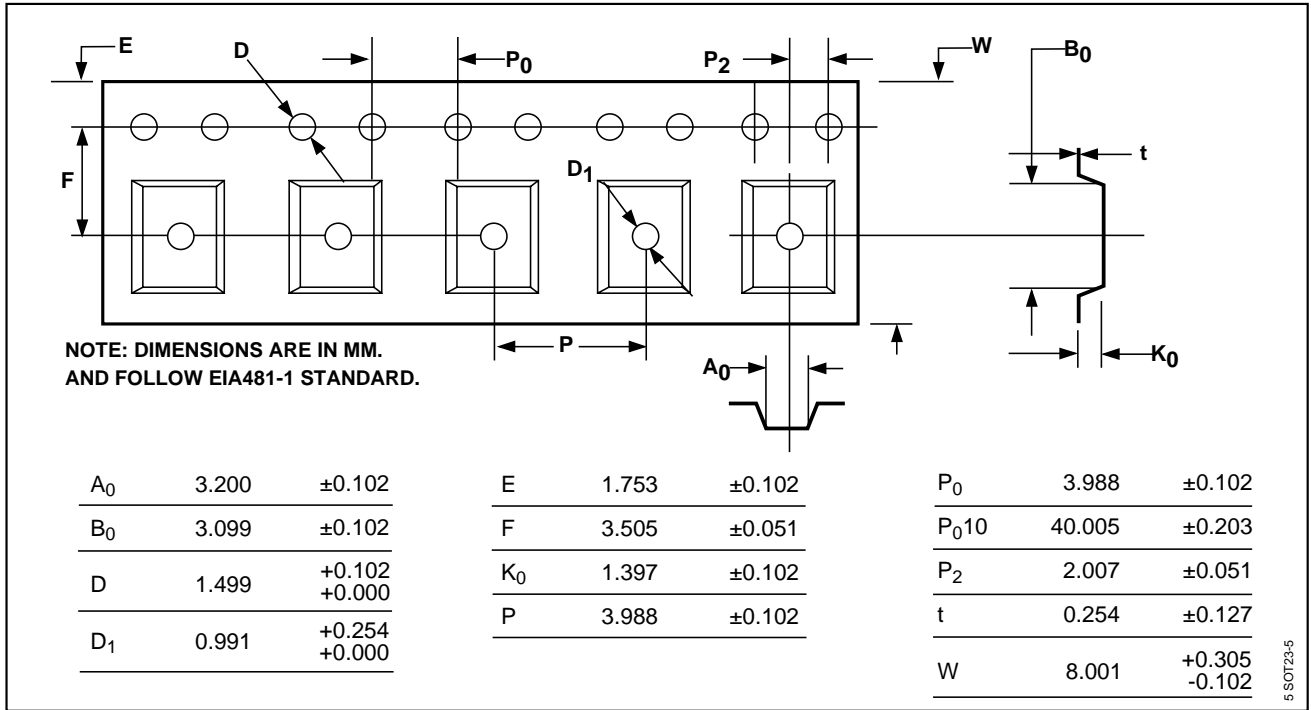 E
D
P0
P2
W
B0
F
D1
t
P
A0
K0
NOTE: DIMENSIONS ARE IN MM.
AND FOLLOW EIA481-1 STANDARD.
A0 3.200 ±0.102
B0 3.099 ±0.102
D 1.499 +0.102
+0.000
D1 0.991 +0.254
+0.000
E 1.753 ±0.102
F 3.505 ±0.051
K0 1.397 ±0.102
P 3.988 ±0.102
P0 3.988 ±0.102
P010 40.005 ±0.203
P2 2.007 ±0.051
t 0.254 ±0.127
W 8.001 +0.305
-0.102
5 SOT23-5